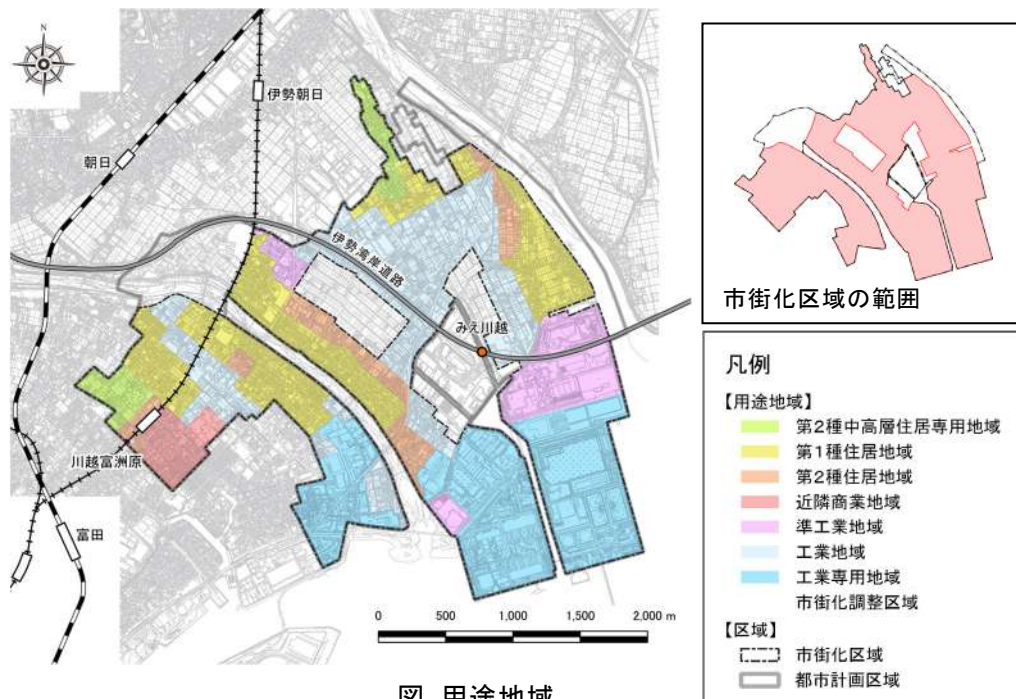 伊勢朝日
朝日
伊勢湾岸道路
みえ川越
川越富洲原
富田
0 500 1,000 1,500 2,000 m
図 用途地域
市街化区域の範囲
凡例
【用途地域】
第2種中高層住居専用地域
第1種住居地域
第2種住居地域
近隣商業地域
準工業地域
工業地域
工業専用地域
市街化調整区域
【区域】
市街化区域
都市計画区域